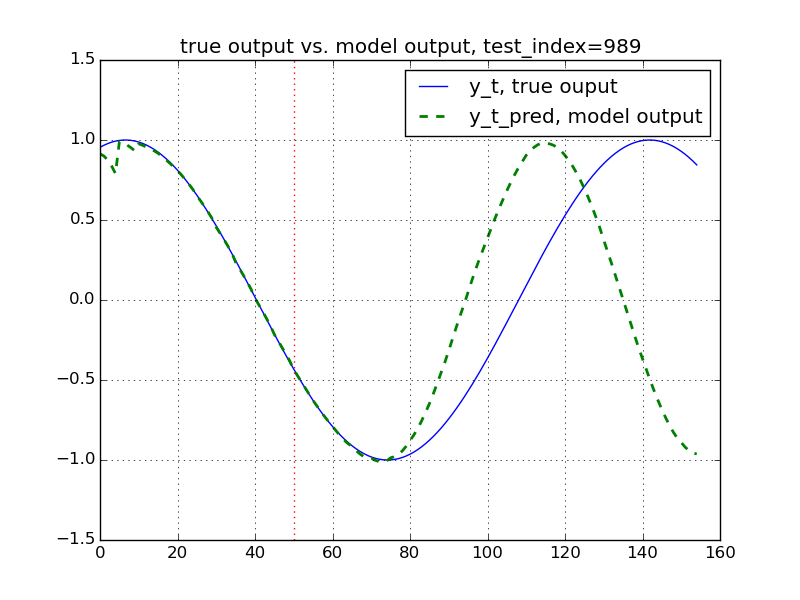 true output vs. model output, test_index=989
y_t, true ouput
y_t_pred, model output
1.5
1.0
0.5
0.0
−0.5
−1.0
−1.5
0 20 40 60 80 100 120 140 160